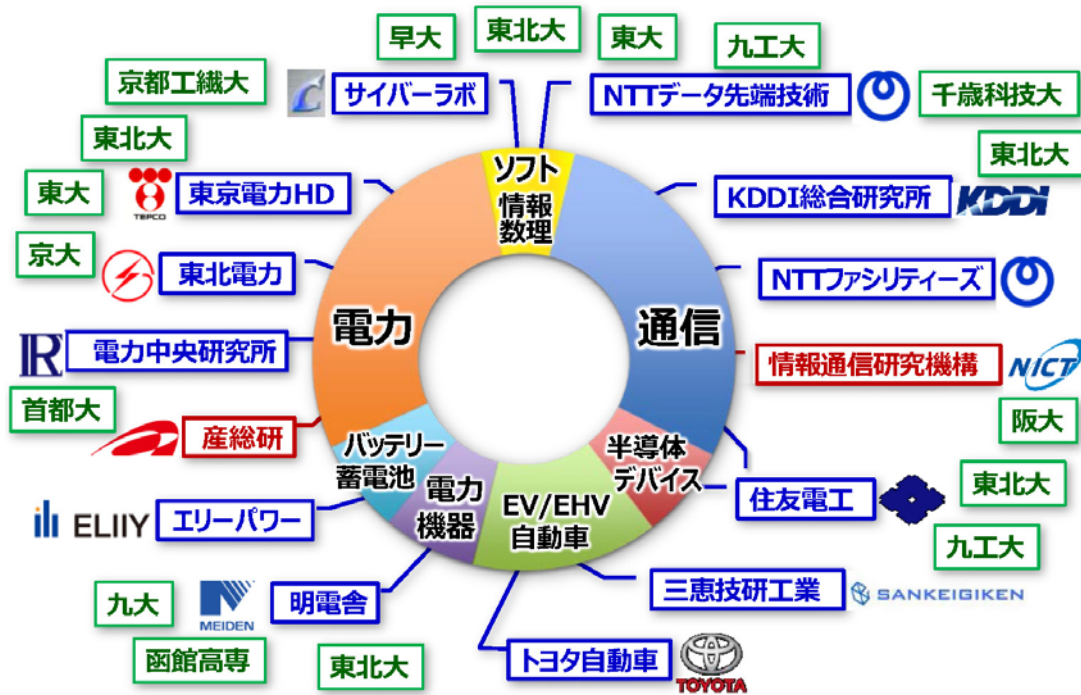 早大
東北大
東大
九工大
京都工繊大
サイバーラボ
NTTデータ先端技術
千歳科技大
東北大
東北大
東大
TEPCO
東京電力HD
ソフト
情報
数理
KDDI総合研究所
KDDI
京大
東北電力
NTTファシリティーズ
電力
通信
R
電力中央研究所
情報通信研究機構
NICT
首都大
産総研
阪大
バッテリー
蓄電池
半導体
デバイス
電力
機器
EV/EHV
自動車
住友電工
東北大
ELIIY
エリーパワー
九工大
九大
MEIDEN
明電舎
三恵技研工業
SANKEIGIKEN
函館高専
東北大
トヨタ自動車
TOYOTA